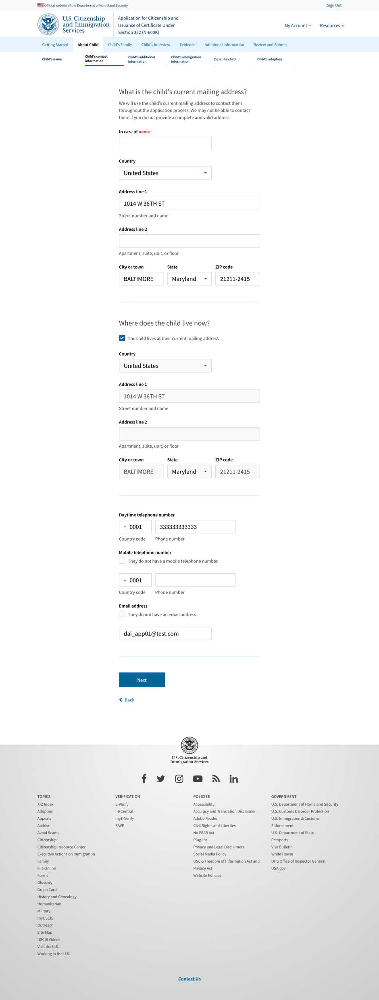 Official website of the Department of Homeland Security
Sign Out
U.S. Citizenship
and Immigration
Services
Application for Citizenship and
Issuance of Certificate Under
Section 322 (N-600K)
My Account
Resources
Getting Started
About Child
Child's Family
Child's Interview
Evidence
Additional Information
Review and Submit
Child's name
Child's contact
information
Child's additional
information
Child's immigration
information
Describe child
Child's adoption
What is the child's current mailing address?
We will use the child's current mailing address to contact them
throughout the application process. We may not be able to contact
them if you do not provide a complete and valid address.
In care of name
Country
United States
Address line 1
1014 W 36TH ST
Street number and name
Address line 2
Apartment, suite, unit, or floor
City or town State ZIP code
BALTIMORE Maryland 21211-2415
Where does the child live now?
The child lives at their current mailing address
Country
United States
Address line 1
1014 W 36TH ST
Street number and name
Address line 2
Apartment, suite, unit, or floor
City or town State ZIP code
BALTIMORE Maryland 21211-2415
Daytime telephone number
+ 0001 333333333333
Country code Phone number
Mobile telephone number
They do not have a mobile telephone number.
+ 0001
Country code Phone number
Email address
They do not have an email address.
dai_app01@test.com
Next
Back
U.S. Citizenship and
Immigration Services
TOPICS
A-Z Index
Adoption
Appeals
Archive
Avoid Scams
Citizenship
Citizenship Resource Center
Executive Actions on Immigration
Family
File Online
Forms
Glossary
Green Card
History and Genealogy
Humanitarian
Military
myUSCIS
Outreach
Site Map
USCIS Videos
Visit the U.S.
Working in the U.S.
VERIFICATION
E-Verify
I-9 Central
myE-Verify
SAVE
POLICIES
Accessibility
Accuracy and Translation Disclaimer
Adobe Reader
Civil Rights and Liberties
No FEAR Act
Plug-ins
Privacy and Legal Disclaimers
Social Media Policy
USCIS Freedom of Information Act and
Privacy Act
Website Policies
GOVERNMENT
U.S. Department of Homeland Security
U.S. Customs & Border Protection
U.S. Immigration & Customs
Enforcement
U.S. Department of State
Passports
Visa Bulletin
White House
DHS Office of Inspector General
USA.gov
Contact Us